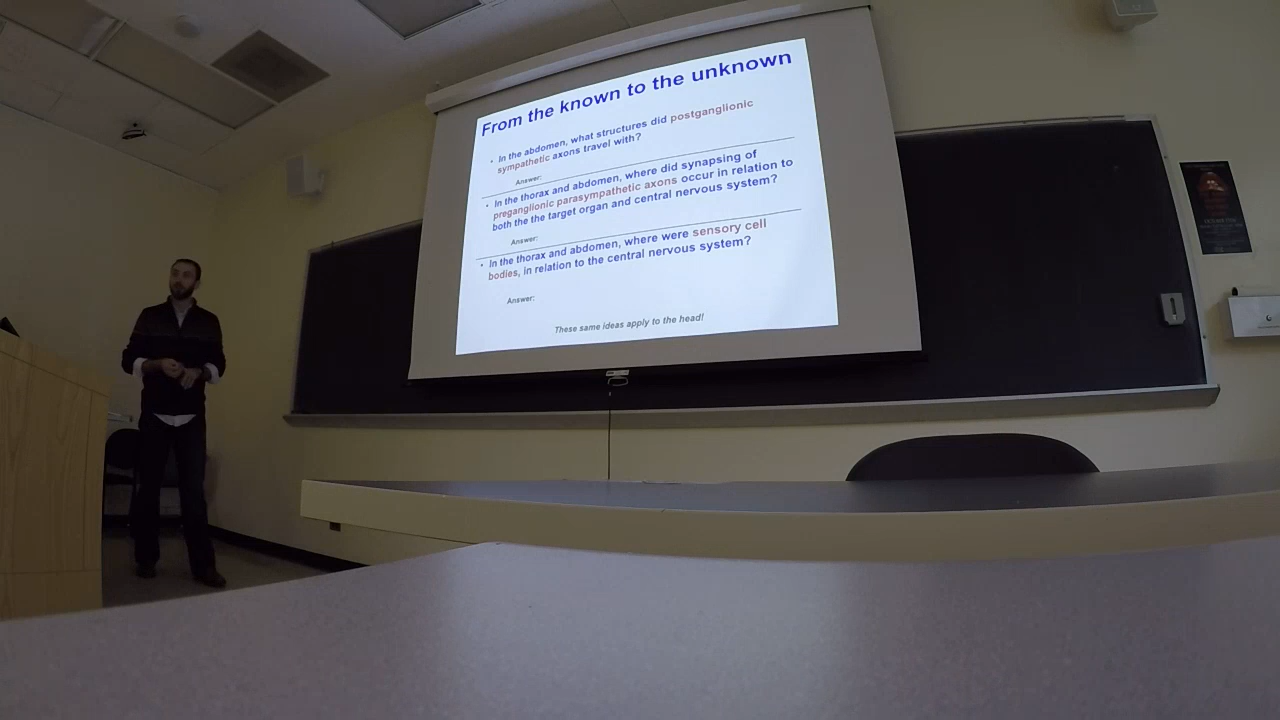 From the known to the unknown
• In the abdomen, what structures did postganglionic
sympathetic axons travel with?
Answer:
• In the thorax and abdomen, where did synapsing of
preganglionic parasympathetic axons occur in relation to
both the the target organ and central nervous system?
Answer:
• In the thorax and abdomen, where were sensory cell
bodies, in relation to the central nervous system?
Answer:
These same ideas apply to the head!